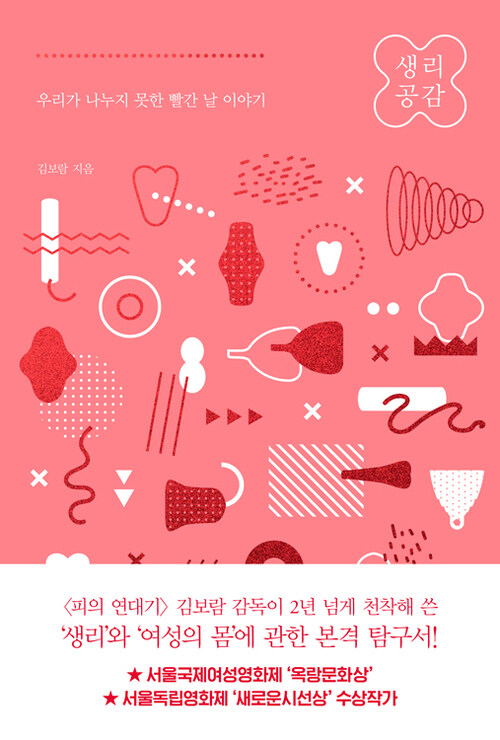 생리
공감
우리가 나누지 못한 빨간 날 이야기
김보람 지음
〈피의 연대기〉 김보람 감독이 2년 넘게 천착해 쓴
‘생리’와 ‘여성의 몸’에 관한 본격 탐구서!
★ 서울국제여성영화제 ‘옥랑문화상’
★ 서울독립영화제 ‘새로운시선상’ 수상작가